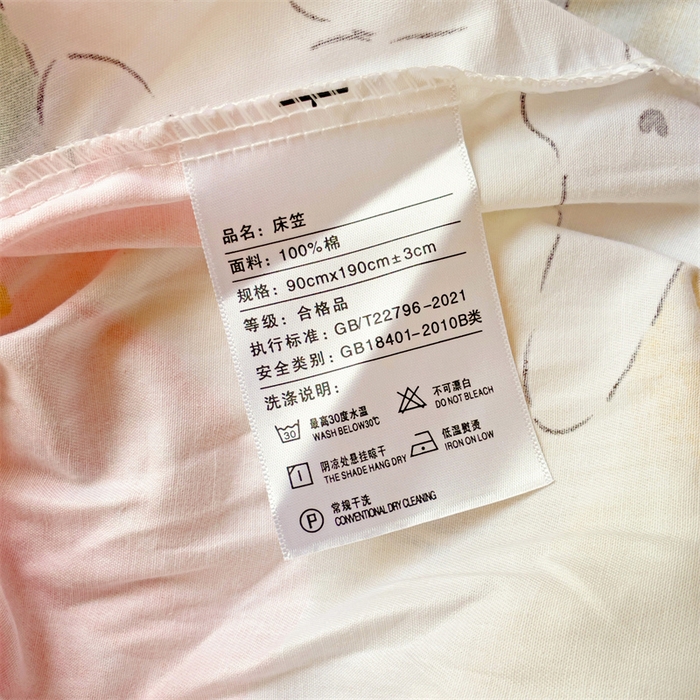 品名：床笠
面料：100%棉
规格：90cmx190cm±3cm
等级：合格品
执行标准：GB/T22796-2021
安全类别：GB18401-2010B类
洗涤说明：
30 最高30度水温
WASH BELOW30℃
不可漂白
DO NOT BLEACH
阴凉处悬挂晾干
THE SHADE HANG DRY
低温熨烫
IRON ON LOW
P 常规干洗
CONVENTIONAL DRY CLEANING